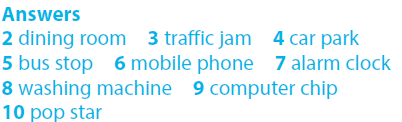 Answers
2 dining room 3 traffic jam 4 car park
5 bus stop 6 mobile phone 7 alarm clock
8 washing machine 9 computer chip
10 pop star